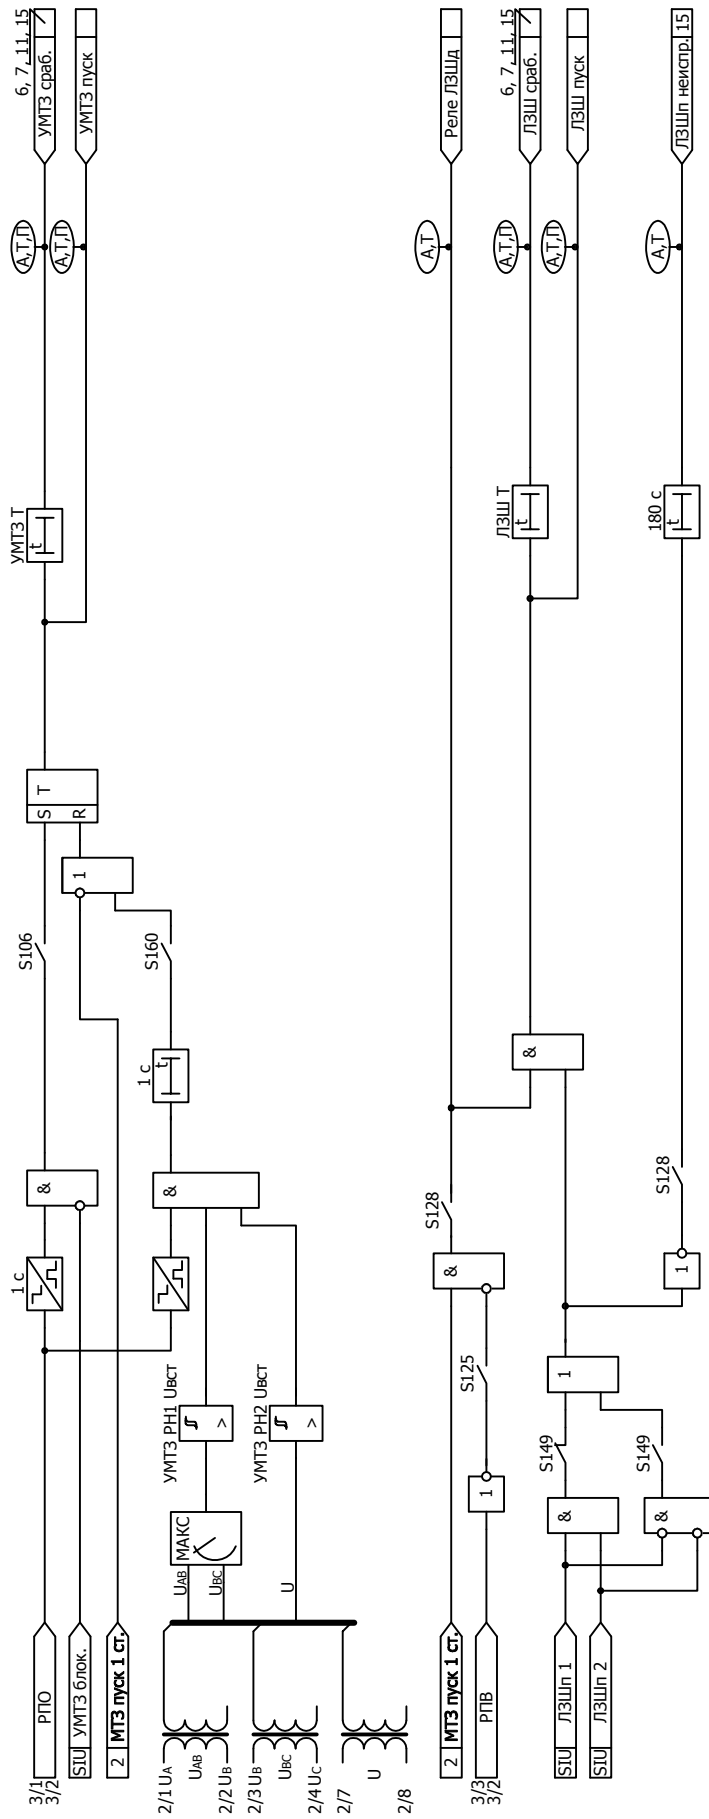 3/1
3/2
РПО
1 с
&
S106
S
T
R
УМТЗ T
t
А,Т,П
6, 7, 11, 15
УМТЗ сраб.
SIU
УМТЗ блок.
1
А,Т,П
УМТЗ пуск
2
МТЗ пуск 1 ст.
&
1 с
t
S160
2/1 UA
UAB
2/2 UB
2/3 UB
UBC
2/4 UC
2/7
U
2/8
UAB
UBC
U
МАКС
УМТЗ РН1 Uвст
>
УМТЗ РН2 Uвст
>
2
МТЗ пуск 1 ст.
&
S128
А,Т
Реле ЛЗШд
3/3
3/2
РПВ
1
S125
&
ЛЗШ T
t
А,Т,П
6, 7, 11, 15
ЛЗШ сраб.
А,Т,П
ЛЗШ пуск
SIU
ЛЗШп 1
&
S149
1
SIU
ЛЗШп 2
&
S149
1
S128
180 с
t
А,Т
ЛЗШп неиспр.
15